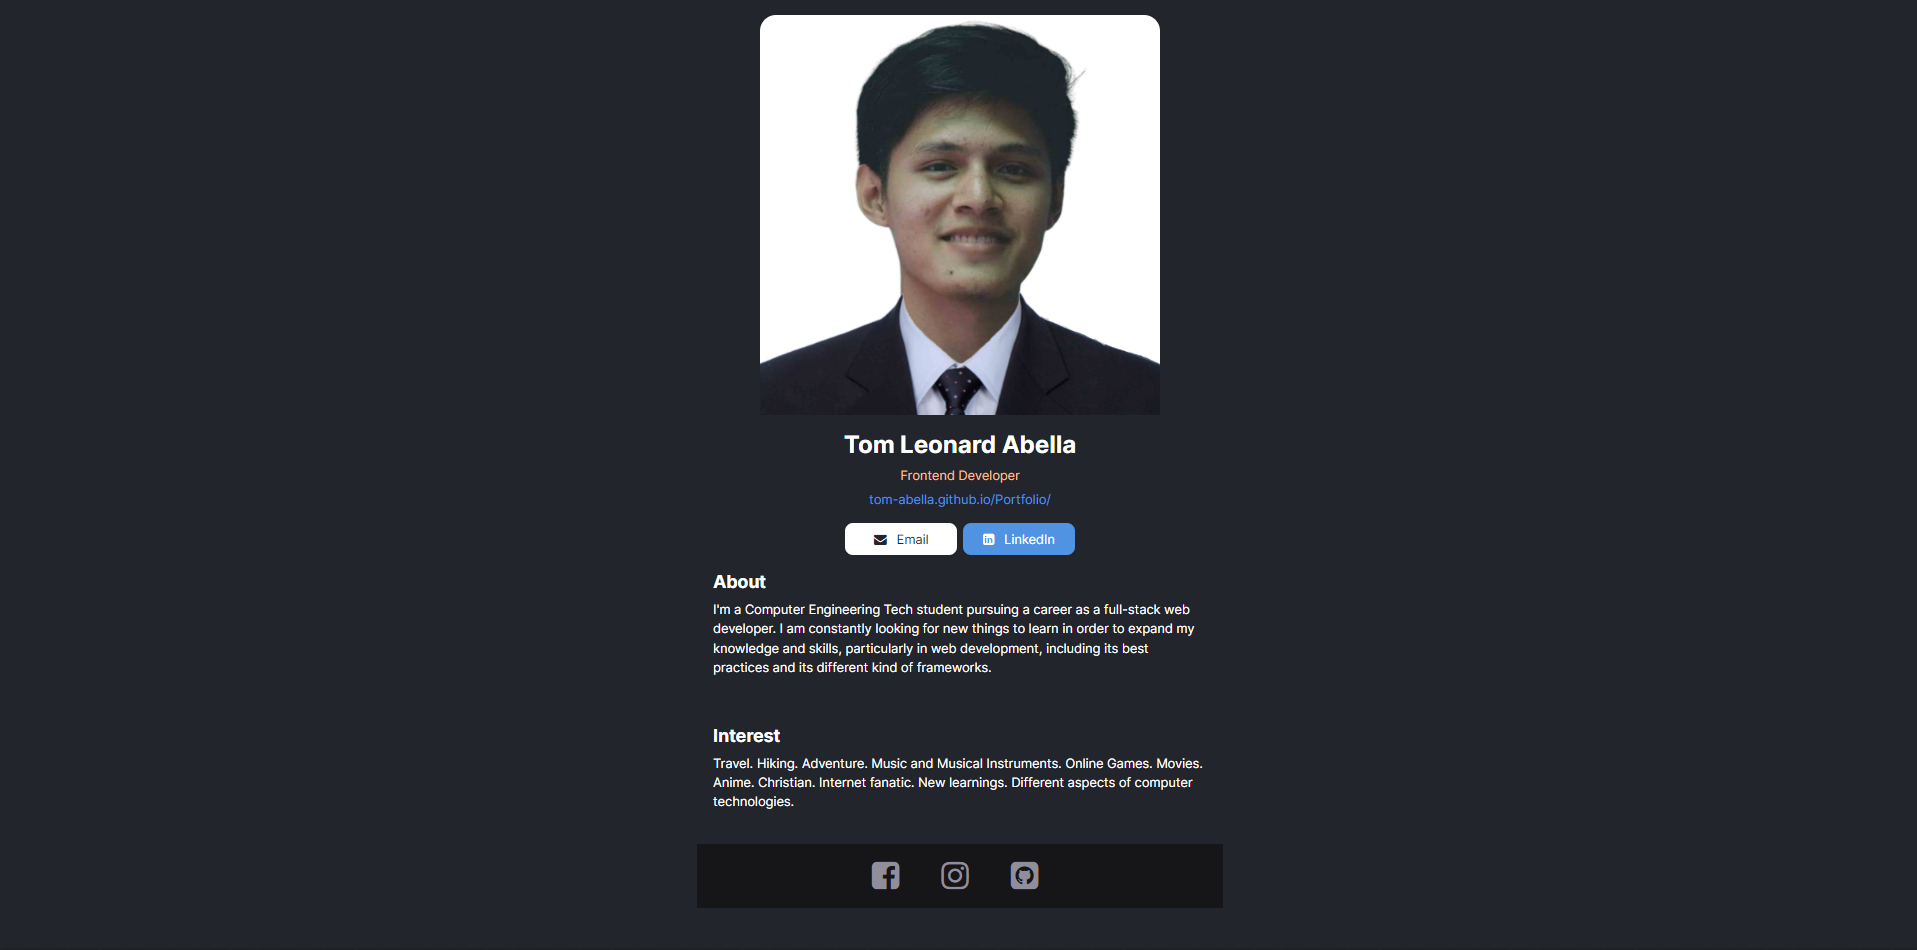 Tom Leonard Abella
Frontend Developer
tom-abella.github.io/Portfolio/
Email
LinkedIn
About
I'm a Computer Engineering Tech student pursuing a career as a full-stack web
developer. I am constantly looking for new things to learn in order to expand my
knowledge and skills, particularly in web development, including its best
practices and its different kind of frameworks.
Interest
Travel. Hiking. Adventure. Music and Musical Instruments. Online Games. Movies.
Anime. Christian. Internet fanatic. New learnings. Different aspects of computer
technologies.